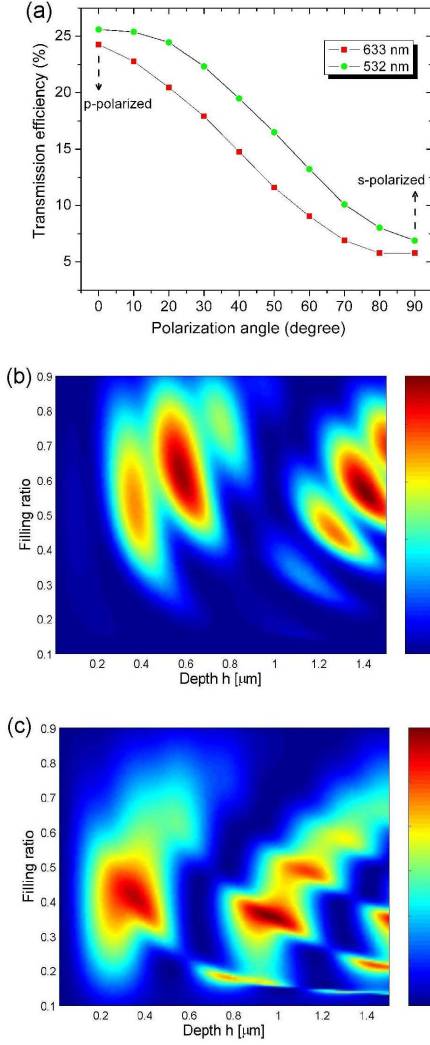 (a)
Transmission efficiency (%)
25
20
15
10
5
633 nm
532 nm
p-polarized
s-polarized
0 10 20 30 40 50 60 70 80 90
Polarization angle (degree)
(b)
Filling ratio
0.9
0.8
0.7
0.6
0.5
0.4
0.3
0.2
0.1
0.2 0.4 0.6 0.8 1 1.2 1.4
Depth h [μm]
(c)
Filling ratio
0.9
0.8
0.7
0.6
0.5
0.4
0.3
0.2
0.1
0.2 0.4 0.6 0.8 1 1.2 1.4
Depth h [μm]